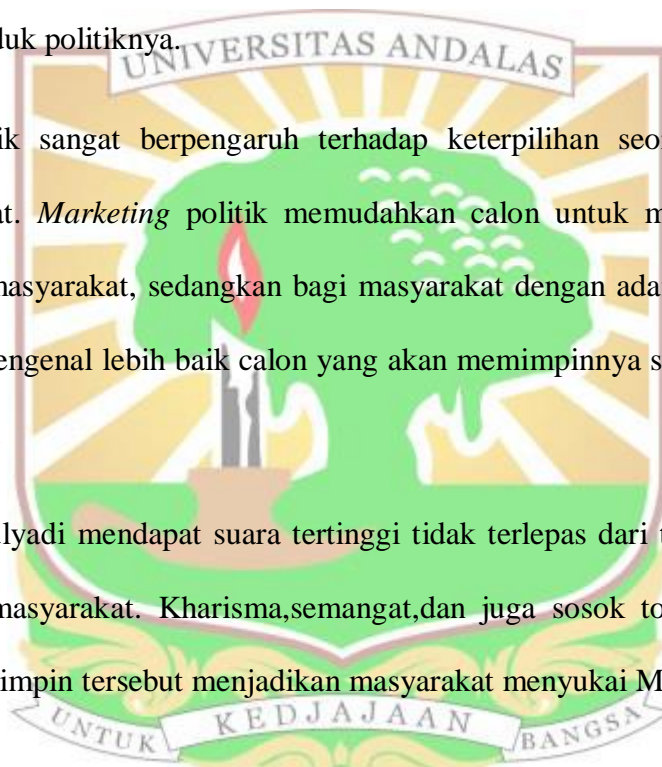 duk politiknya.
UNIVERSITAS ANDALAS
ik sangat berpengaruh terhadap keterpilihan seo
at. Marketing politik memudahkan calon untuk m
masyarakat, sedangkan bagi masyarakat dengan ada
engenal lebih baik calon yang akan memimpinnya s
lyadi mendapat suara tertinggi tidak terlepas dari t
masyarakat. Kharisma,semangat,dan juga sosok to
impin tersebut menjadikan masyarakat menyukai M
UNTUK KEDJAJAAN BANGSA